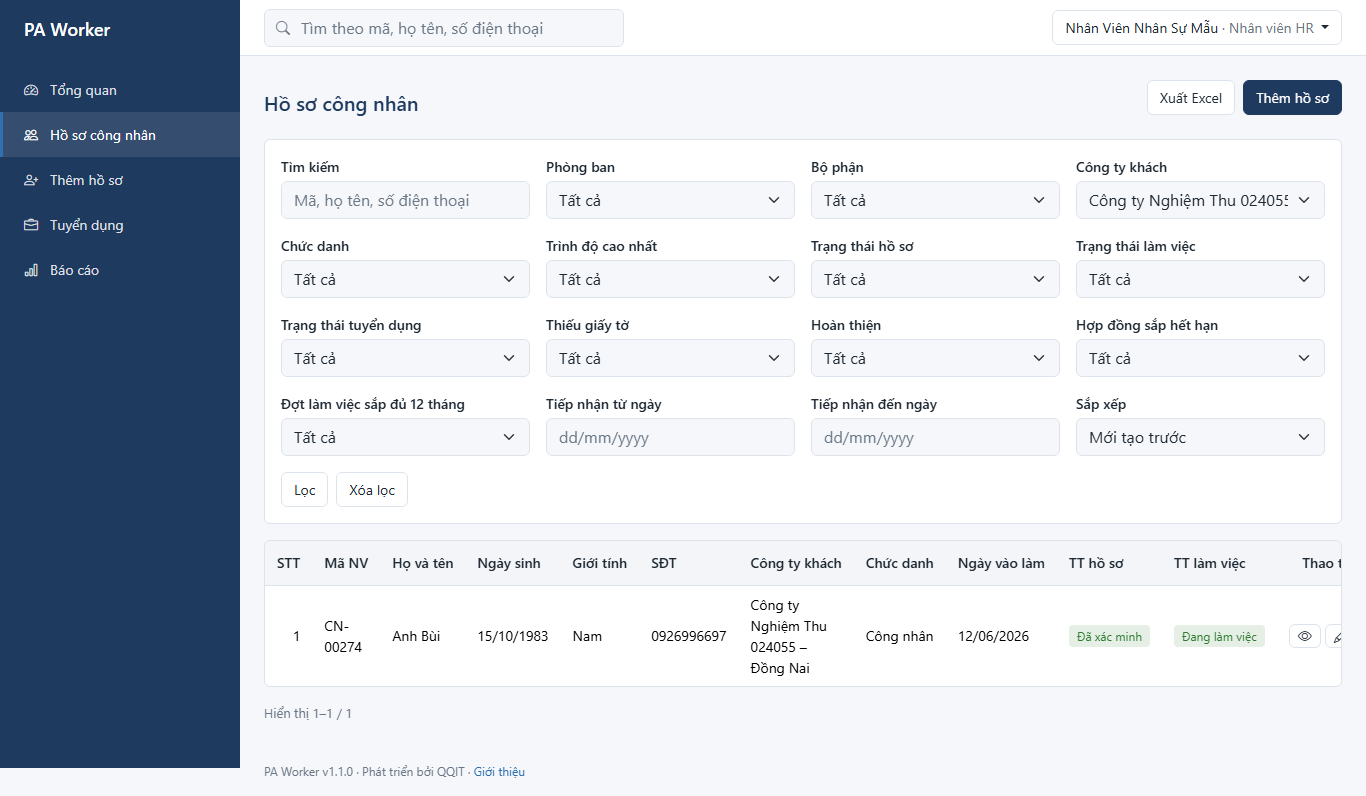 PA Worker
Tìm theo mã, họ tên, số điện thoại
Nhân Viên Nhân Sự Mẫu · Nhân viên HR
Tổng quan
Hồ sơ công nhân
Thêm hồ sơ
Tuyển dụng
Báo cáo
Hồ sơ công nhân
Xuất Excel
Thêm hồ sơ
Tìm kiếm
Phòng ban
Bộ phận
Công ty khách
Mã, họ tên, số điện thoại
Tất cả
Tất cả
Công ty Nghiệm Thu 024055
Chức danh
Trình độ cao nhất
Trạng thái hồ sơ
Trạng thái làm việc
Tất cả
Tất cả
Tất cả
Tất cả
Trạng thái tuyển dụng
Thiếu giấy tờ
Hoàn thiện
Hợp đồng sắp hết hạn
Tất cả
Tất cả
Tất cả
Tất cả
Đợt làm việc sắp đủ 12 tháng
Tiếp nhận từ ngày
Tiếp nhận đến ngày
Sắp xếp
Tất cả
dd/mm/yyyy
dd/mm/yyyy
Mới tạo trước
Lọc
Xóa lọc
STT Mã NV Họ và tên Ngày sinh Giới tính SĐT Công ty khách Chức danh Ngày vào làm TT hồ sơ TT làm việc Thao
1
CN-
00274
Anh Bùi
15/10/1983
Nam
0926996697
Công ty
Nghiệm Thu
024055 –
Đồng Nai
Công nhân
12/06/2026
Đã xác minh
Đang làm việc
Hiển thị 1–1 / 1
PA Worker v1.1.0 · Phát triển bởi QQIT · Giới thiệu